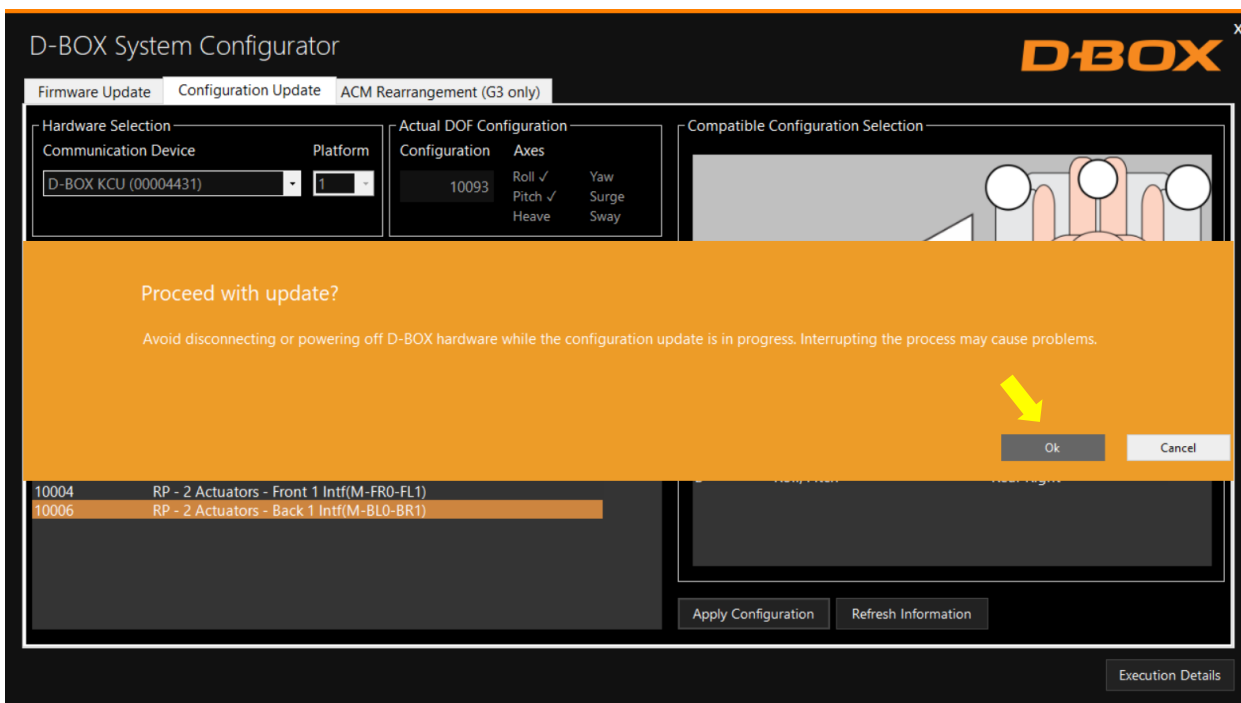 D-BOX System Configurator
X
D-BOX
Firmware Update
Configuration Update
ACM Rearrangement (G3 only)
Hardware Selection
Communication Device
Platform
D-BOX KCU (00004431)
1
Actual DOF Configuration
Configuration
Axes
10093
Roll ✓
Yaw
Pitch ✓
Surge
Heave
Sway
Compatible Configuration Selection
Proceed with update?
Avoid disconnecting or powering off D-BOX hardware while the configuration update is in progress. Interrupting the process may cause problems.
Ok
Cancel
10004 RP - 2 Actuators - Front 1 Intf(M-FR0-FL1)
10006 RP - 2 Actuators - Back 1 Intf(M-BL0-BR1)
Apply Configuration
Refresh Information
Execution Details